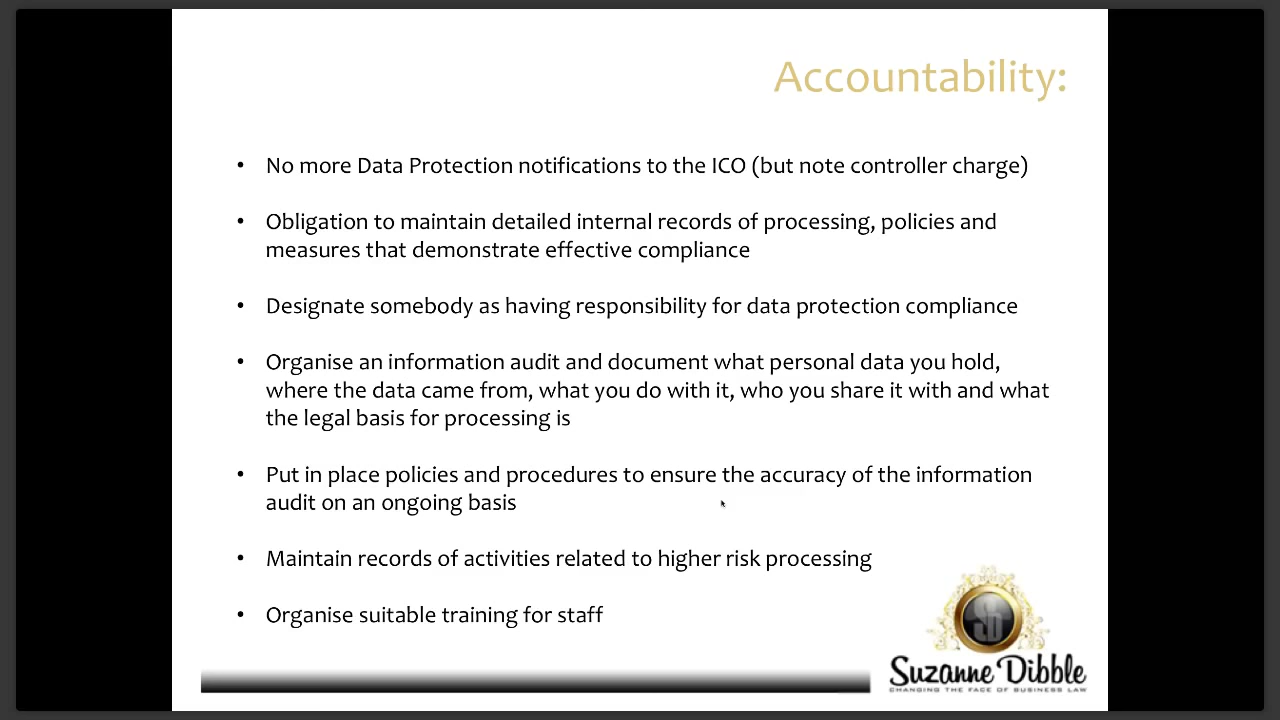 Accountability:
• No more Data Protection notifications to the ICO (but note controller charge)
• Obligation to maintain detailed internal records of processing, policies and
measures that demonstrate effective compliance
• Designate somebody as having responsibility for data protection compliance
• Organise an information audit and document what personal data you hold,
where the data came from, what you do with it, who you share it with and what
the legal basis for processing is
• Put in place policies and procedures to ensure the accuracy of the information
audit on an ongoing basis
• Maintain records of activities related to higher risk processing
• Organise suitable training for staff
SD
Suzanne Dibble
CHANGING THE FACE OF BUSINESS LAW